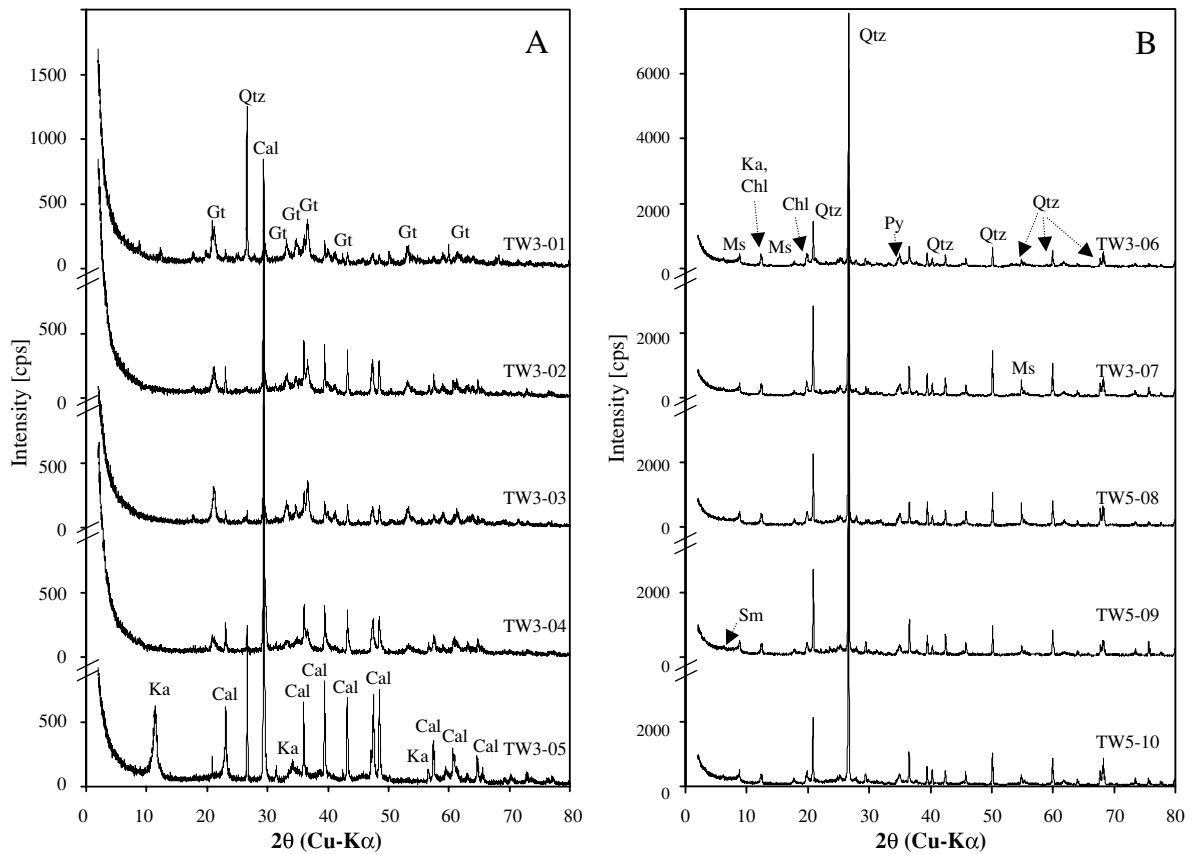 A
Intensity [cps]
1500
1000
500
0
Qtz
Cal
Gt
Gt
Gt
Gt
Gt
Gt
Gt
TW3-01
500
0
TW3-02
500
0
TW3-03
500
0
TW3-04
500
0
Ka
Cal
Ka
Cal
Cal
Cal
Cal
Ka
Cal
Cal
Cal
TW3-05
0 10 20 30 40 50 60 70 80
2θ (Cu-Kα)
B
Intensity [cps]
6000
4000
2000
0
Qtz
Ka,
Chl
Ms
Ms
Chl
Qtz
Py
Qtz
Qtz
Qtz
TW3-06
2000
0
Ms
TW3-07
2000
0
TW5-08
2000
0
Sm
TW5-09
2000
0
TW5-10
0 10 20 30 40 50 60 70 80
2θ (Cu-Kα)